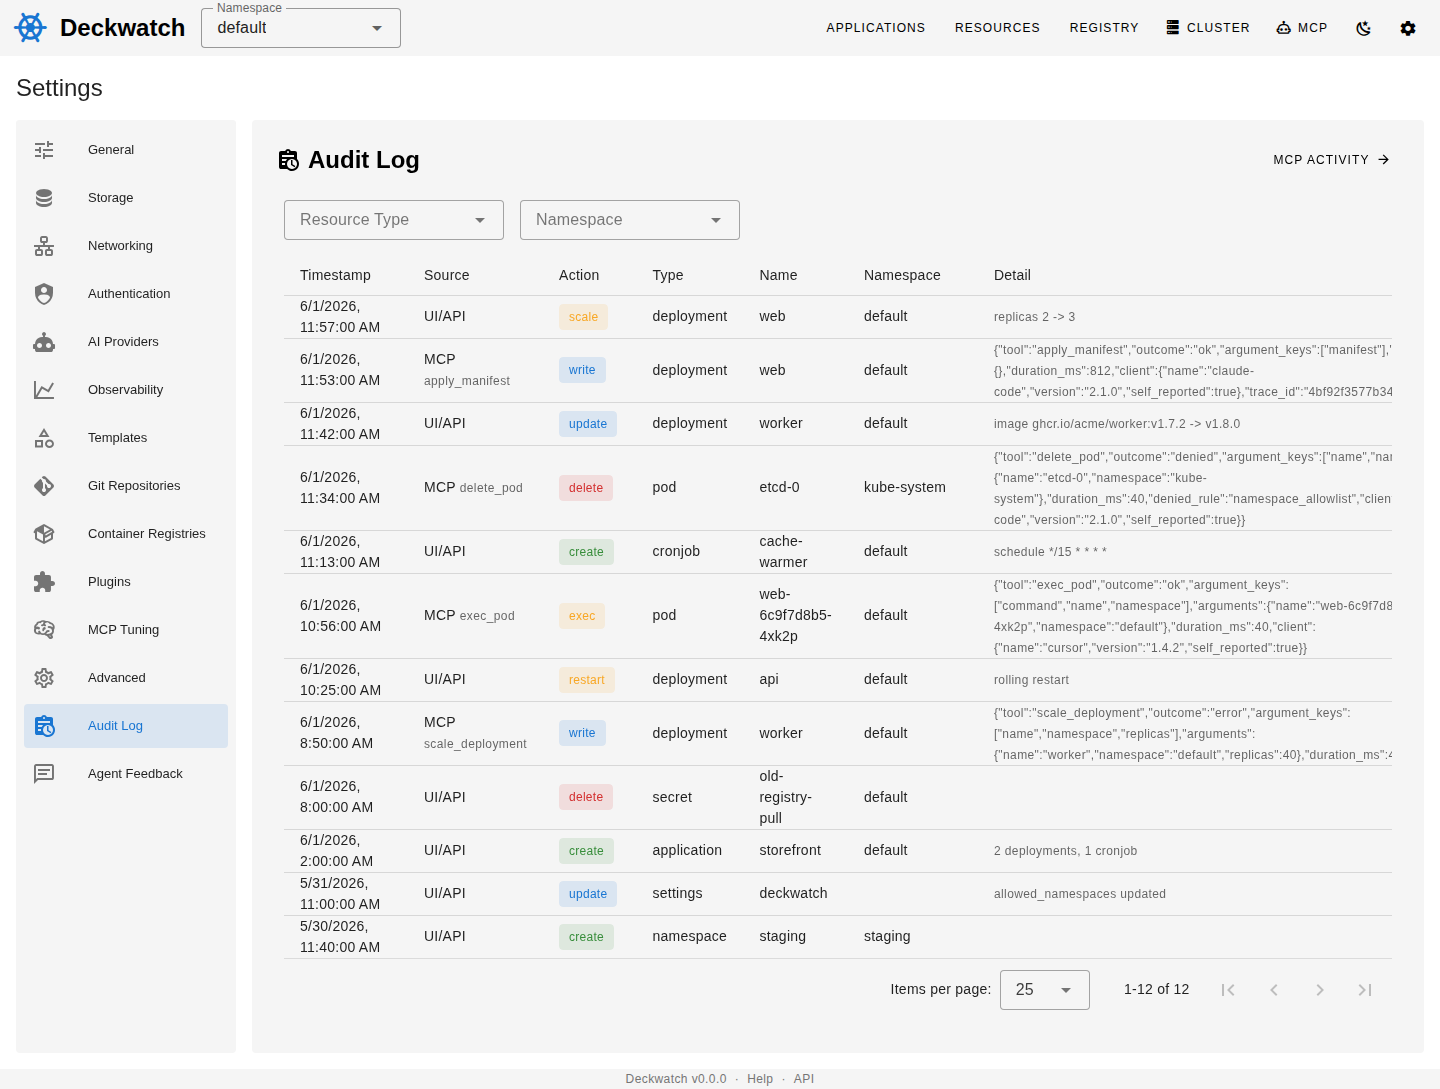 Deckwatch
Namespace
default
APPLICATIONS
RESOURCES
REGISTRY
CLUSTER
MCP
Settings
General
Storage
Networking
Authentication
AI Providers
Observability
Templates
Git Repositories
Container Registries
Plugins
MCP Tuning
Advanced
Audit Log
Agent Feedback
Audit Log
MCP ACTIVITY
Resource Type
Namespace
Timestamp Source Action Type Name Namespace Detail
6/1/2026,
11:57:00 AM
UI/API
scale
deployment
web
default
replicas 2 -> 3
6/1/2026,
11:53:00 AM
MCP
apply_manifest
write
deployment
web
default
{"tool":"apply_manifest","outcome":"ok","argument_keys":["manifest"],"
{},"duration_ms":812,"client":{"name":"claude-
code","version":"2.1.0","self_reported":true},"trace_id":"4bf92f3577b34
6/1/2026,
11:42:00 AM
UI/API
update
deployment
worker
default
image ghcr.io/acme/worker:v1.7.2 -> v1.8.0
6/1/2026,
11:34:00 AM
MCP delete_pod
delete
pod
etcd-0
kube-system
{"tool":"delete_pod","outcome":"denied","argument_keys":["name","nar
{"name":"etcd-0","namespace":"kube-
system"},"duration_ms":40,"denied_rule":"namespace_allowlist","clien
code","version":"2.1.0","self_reported":true}}
6/1/2026,
11:13:00 AM
UI/API
create
cronjob
cache-
warmer
default
schedule */15 * * * *
6/1/2026,
10:56:00 AM
MCP exec_pod
exec
pod
web-
6c9f7d8b5-
4xk2p
default
{"tool":"exec_pod","outcome":"ok","argument_keys":
["command","name","namespace"],"arguments":{"name":"web-6c9f7d8
4xk2p","namespace":"default"},"duration_ms":40,"client":
{"name":"cursor","version":"1.4.2","self_reported":true}}
6/1/2026,
10:25:00 AM
UI/API
restart
deployment
api
default
rolling restart
6/1/2026,
8:50:00 AM
MCP
scale_deployment
write
deployment
worker
default
{"tool":"scale_deployment","outcome":"error","argument_keys":
["name","namespace","replicas"],"arguments":
{"name":"worker","namespace":"default","replicas":40},"duration_ms":4
6/1/2026,
8:00:00 AM
UI/API
delete
secret
old-
registry-
pull
default
6/1/2026,
2:00:00 AM
UI/API
create
application
storefront
default
2 deployments, 1 cronjob
5/31/2026,
11:00:00 AM
UI/API
update
settings
deckwatch
allowed_namespaces updated
5/30/2026,
11:40:00 AM
UI/API
create
namespace
staging
staging
Items per page: 25 1-12 of 12
Deckwatch v0.0.0 · Help · API